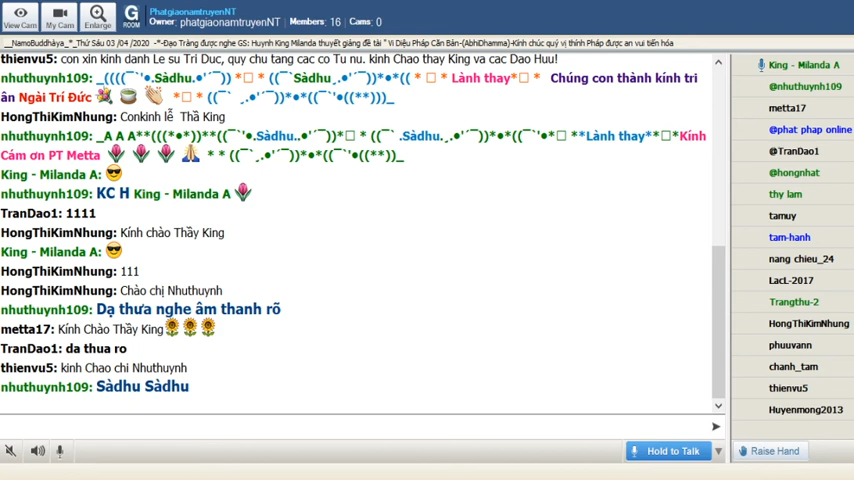 View Cam
My Cam
Enlarge
G
ROOM
PhatgiaonamtruyenNT
Owner: phatgiaonamtruyenNT | Members: 16 | Cams: 0
__NamoBuddhàya_*_Thứ Sáu 03 /04 /2020 -*-Đạo Tràng được nghe GS: Huynh King Milanda thuyết giảng đề tài " Vi Diệu Pháp Căn Bản-(AbhiDhamma)-Kính chúc quý vị thính Pháp được an vui tiến hóa
thienvu5: con xin kinh danh Le su Tri Duc, quy chu tang cac co Tu nu. kinh Chao thay King va cac Dao Huu!
nhuthuynh109: _((((¯`'•.Sàdhu.•'´¯)) *□ * ((¯`Sàdhu¸.•'´¯))*•*(( * □ * Lành thay* □ * Chúng con thành kính tri
ân Ngài Trí Đức *□ * ((¯`¸.•'´¯))*•*((¯`'•((**)))_
HongThiKimNhung: Conkinh lễ Thầ King
nhuthuynh109: _A A A**(((*•*))**((¯`'•.Sàdhu..•'´¯))*□ * ((¯` .Sàdhu.¸.•'´¯))*•*((¯`'•*□ **Lành thay**□*Kính
Cám ơn PT Metta * * ((¯`¸.•'´¯))*•*((¯`'•((**))_
King - Milanda A:
nhuthuynh109: KC H King - Milanda A
TranDao1: 1111
HongThiKimNhung: Kính chào Thầy King
King - Milanda A:
HongThiKimNhung: 111
HongThiKimNhung: Chào chị Nhuthuynh
nhuthuynh109: Dạ thưa nghe âm thanh rõ
metta17: Kính Chào Thầy King
TranDao1: da thua ro
thienvu5: kinh Chao chi Nhuthuynh
nhuthuynh109: Sàdhu Sàdhu
Hold to Talk
King - Milanda A
@nhuthuynh109
metta17
@phat phap online
@TranDao1
@hongnhat
thy lam
tamuy
tam-hanh
nang chieu_24
LacL-2017
Trangthu-2
HongThiKimNhung
phuuvann
chanh_tam
thienvu5
Huyenmong2013
Raise Hand